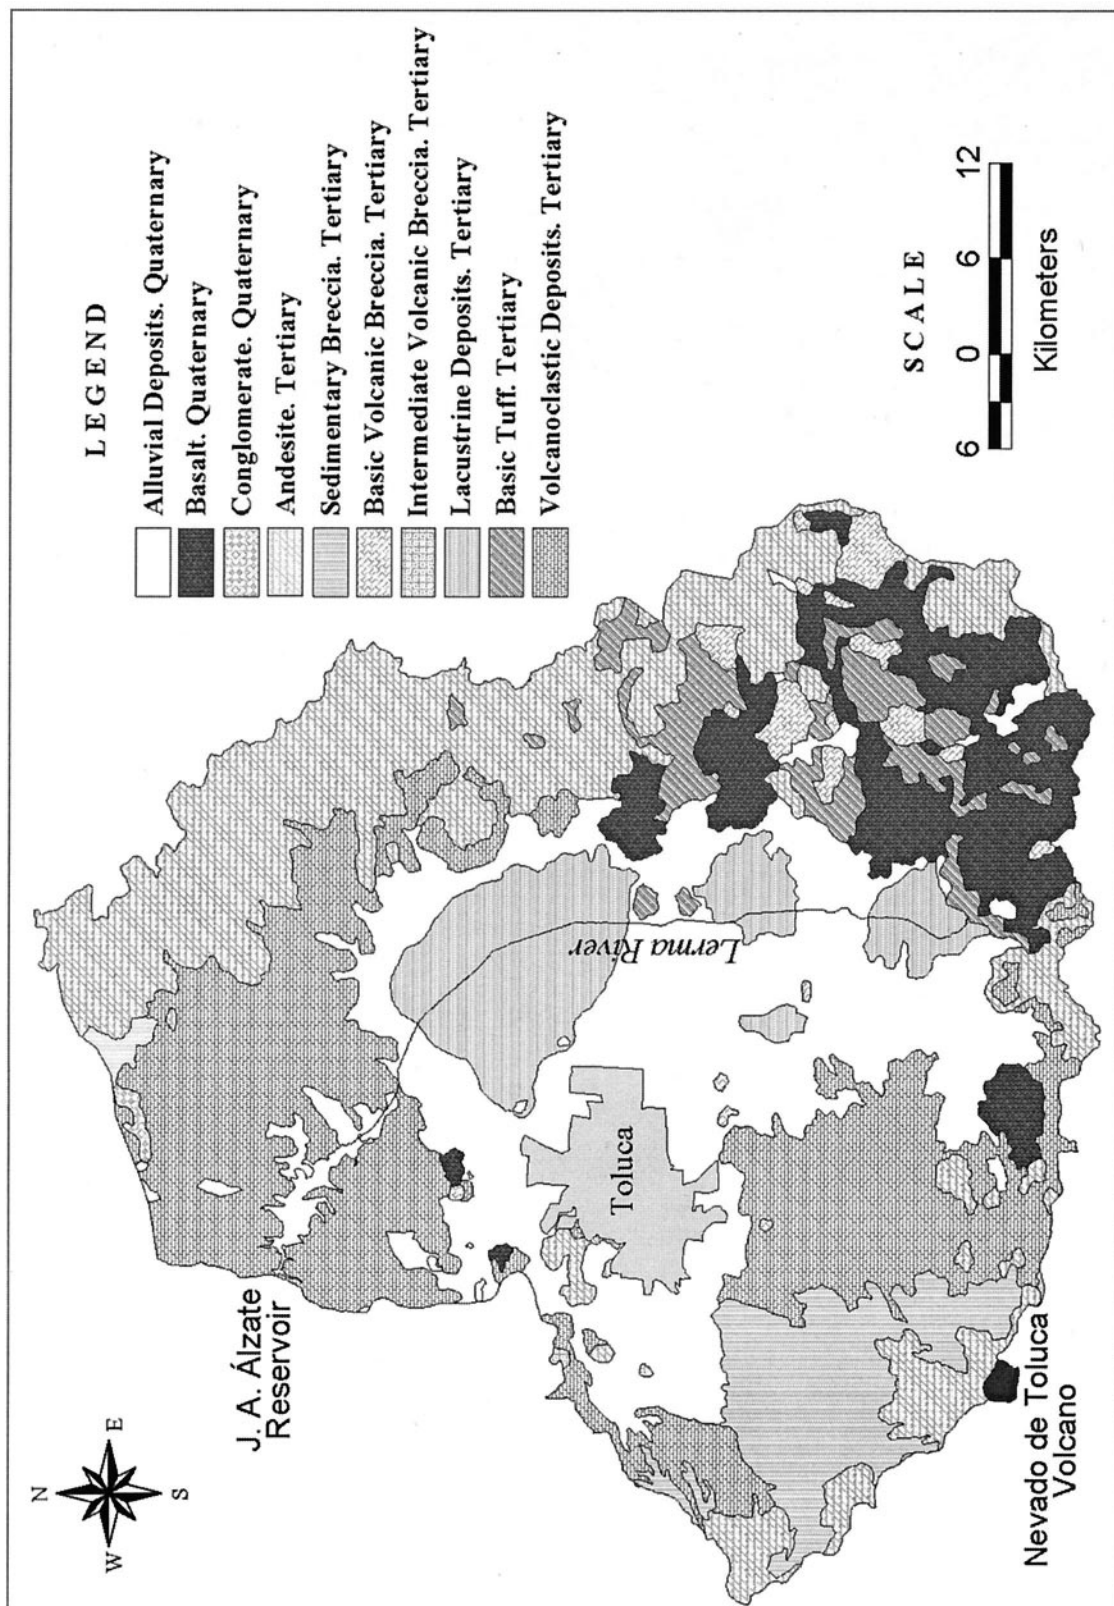 N
W
E
S
J. A. Álzate
Reservoir
LEGEND
Alluvial Deposits. Quaternary
Basalt. Quaternary
Conglomerate. Quaternary
Andesite. Tertiary
Sedimentary Breccia. Tertiary
Basic Volcanic Breccia. Tertiary
Intermediate Volcanic Breccia. Tertiary
Lacustrine Deposits. Tertiary
Basic Tuff. Tertiary
Volcanoclastic Deposits. Tertiary
Toluca
Lerma River
Nevado de Toluca
Volcano
SCALE
6 0 6 12
Kilometers